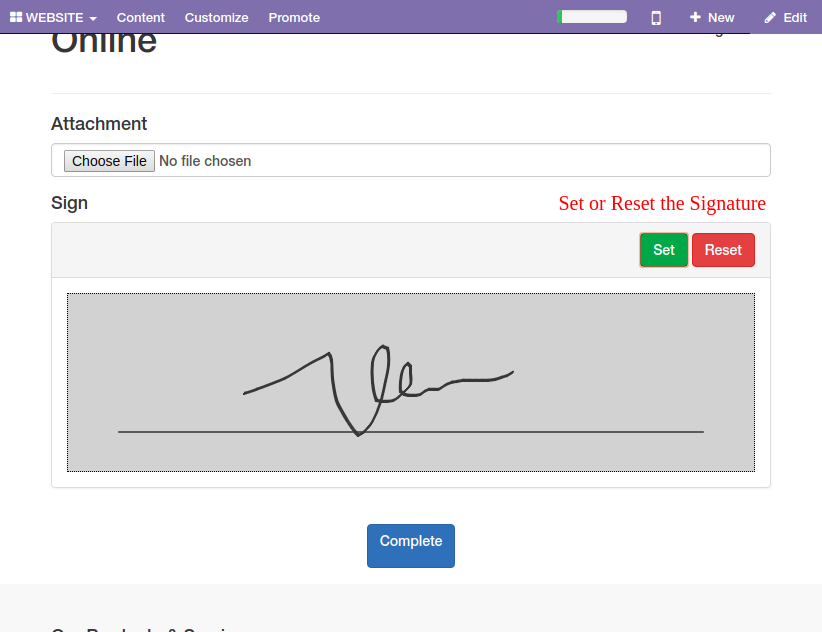 WEBSITE Content Customize Promote New Edit
Online
Attachment
Choose File No file chosen
Sign Set or Reset the Signature
Set Reset
Complete